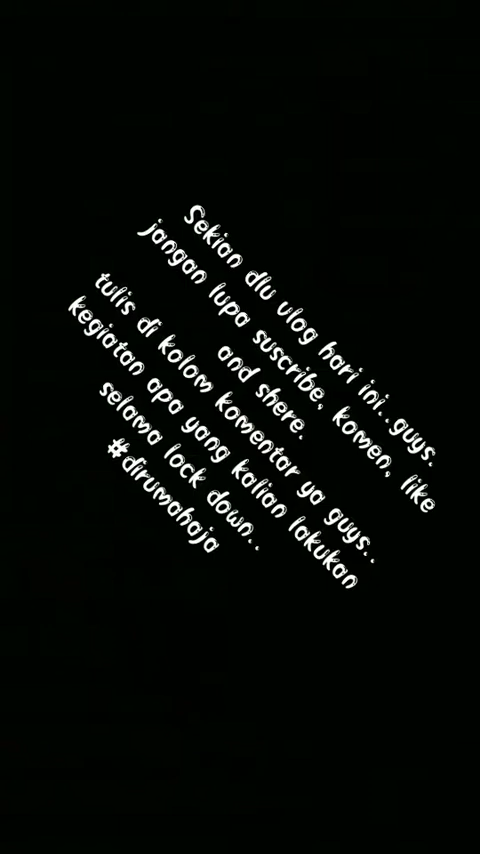 Sekian dlu vlog hari ini..guys.
jangan lupa suscribe, komen, like
and shere.
tulis di kolom komentar ya guys..
kegiatan apa yang kalian lakukan
selama lock down..
#dirumahaja